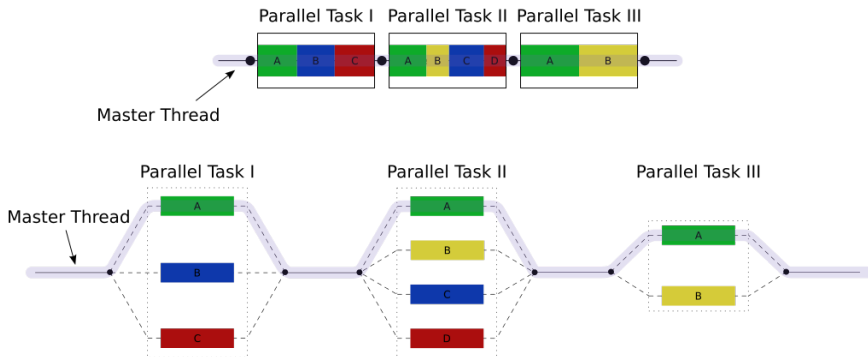 Parallel Task I Parallel Task II Parallel Task III
A B C A B C D A B
Master Thread
Parallel Task I Parallel Task II Parallel Task III
A A
Master Thread
A
B
B
C
B
C D